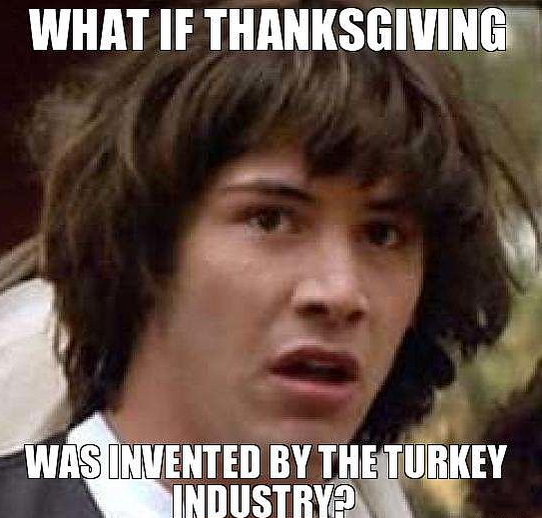 WHAT IF THANKSGIVING
WAS INVENTED BY THE TURKEY
INDUSTRY?